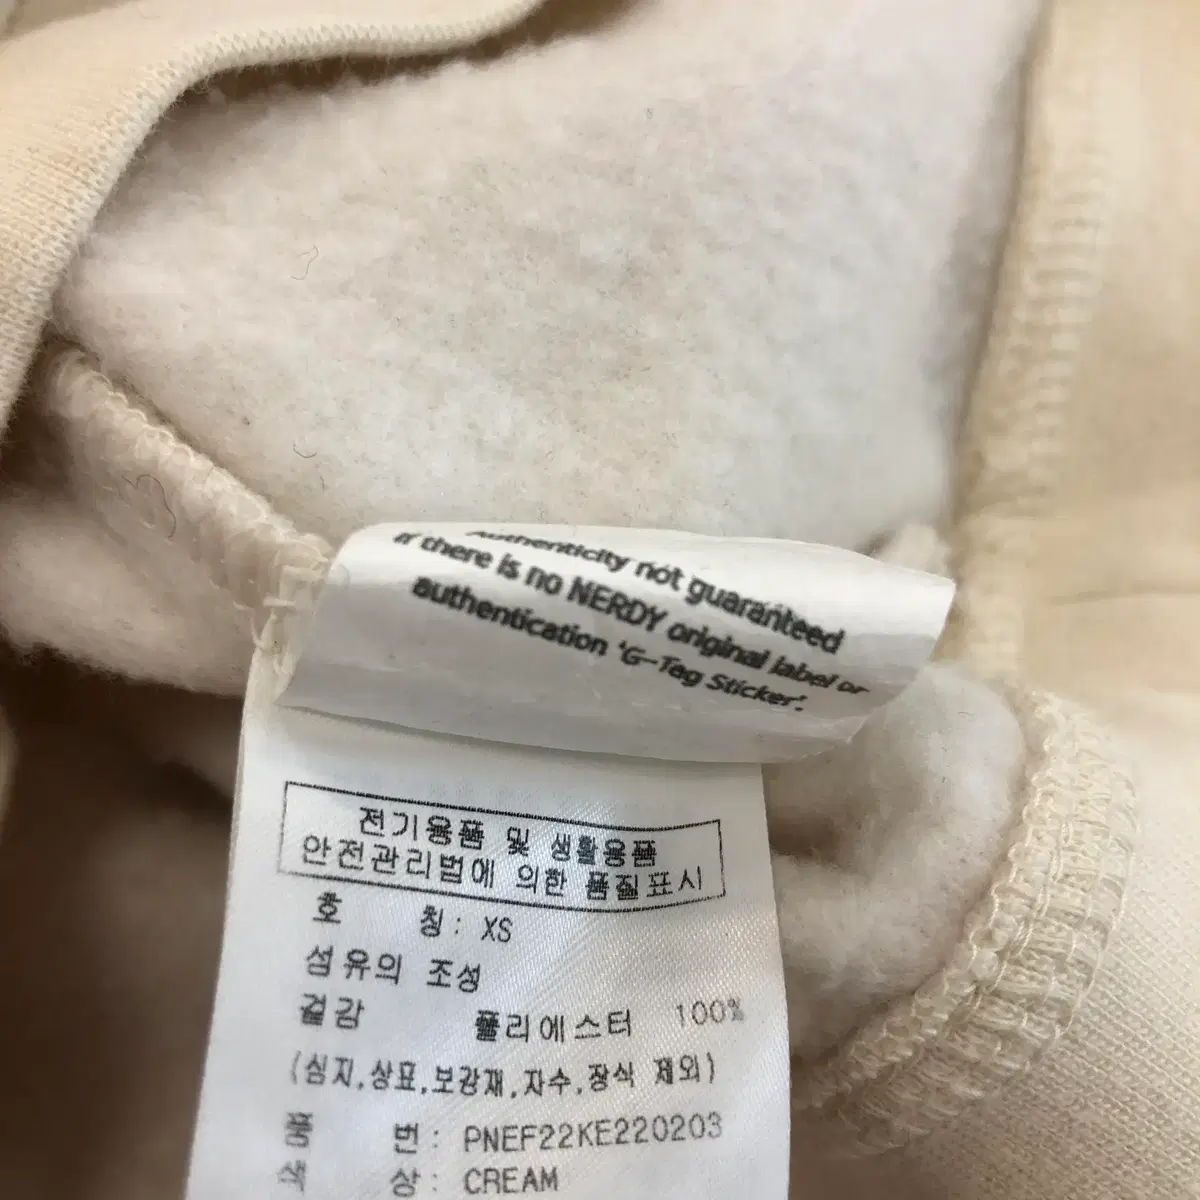 Authenticity not guaranteed
if there is no NERDY original label or
authentication 'G-Tag Sticker'.
전기용품 및 생활용품
안전관리법에 의한 품질표시
호 칭 : XS
섬유의 조성
겉감 폴리에스터 100%
(심지,상표,보강재,자수,장식 제외)
품 번 : PNEF22KE220203
색 상 : CREAM